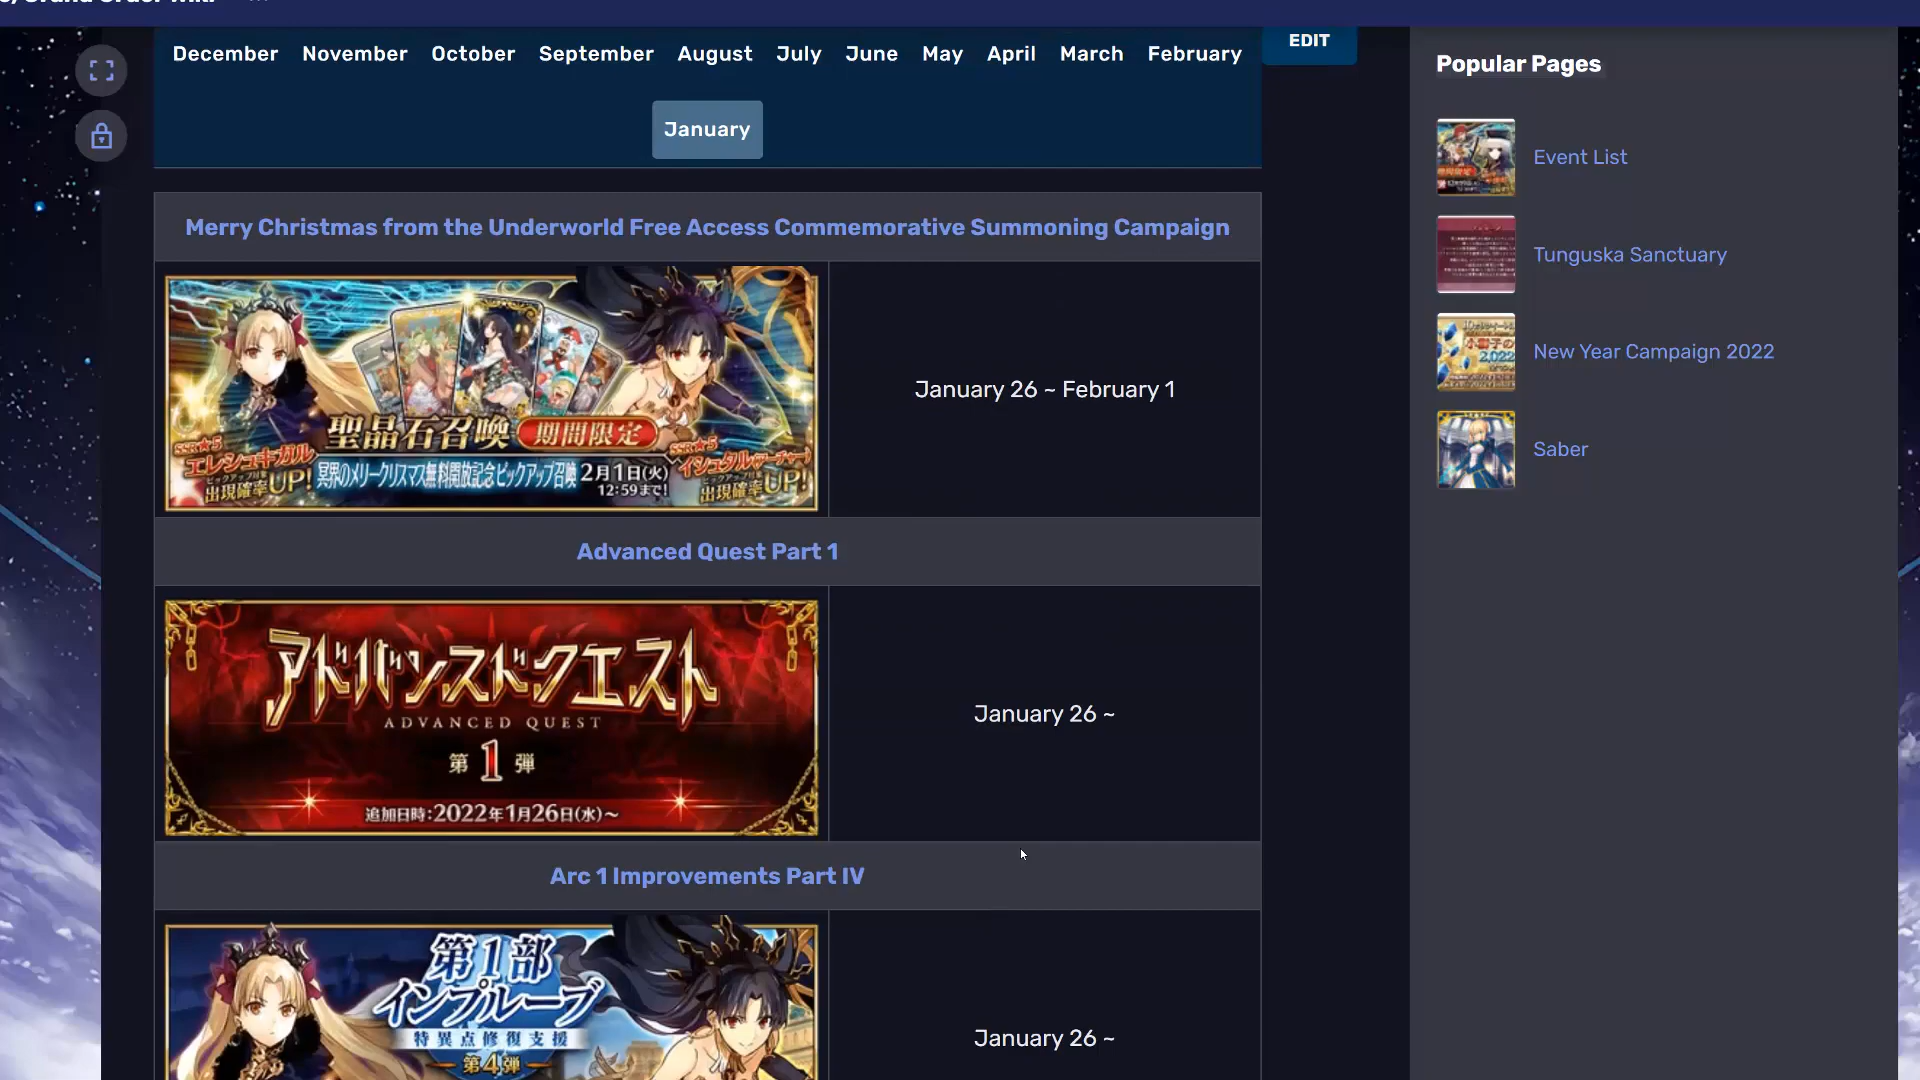 December November October September August July June May April March February
EDIT
January
Popular Pages
Event List
Tunguska Sanctuary
New Year Campaign 2022
Saber
Merry Christmas from the Underworld Free Access Commemorative Summoning Campaign
聖晶石召喚 期間限定
SSR★5
エレシュキガル
出現確率UP!
冥界のメリークリスマス無料開放記念ピックアップ召喚 2月1日(火)
12:59まで!
SSR★5
イシュタル(アーチャー)
出現確率UP!
January 26 ~ February 1
Advanced Quest Part 1
アドバンスドクエスト
ADVANCED QUEST
第1弾
追加日時:2022年1月26日(水)~
January 26 ~
Arc 1 Improvements Part IV
第1部
インプルーブ
特異点修復支援
第4弾
January 26 ~